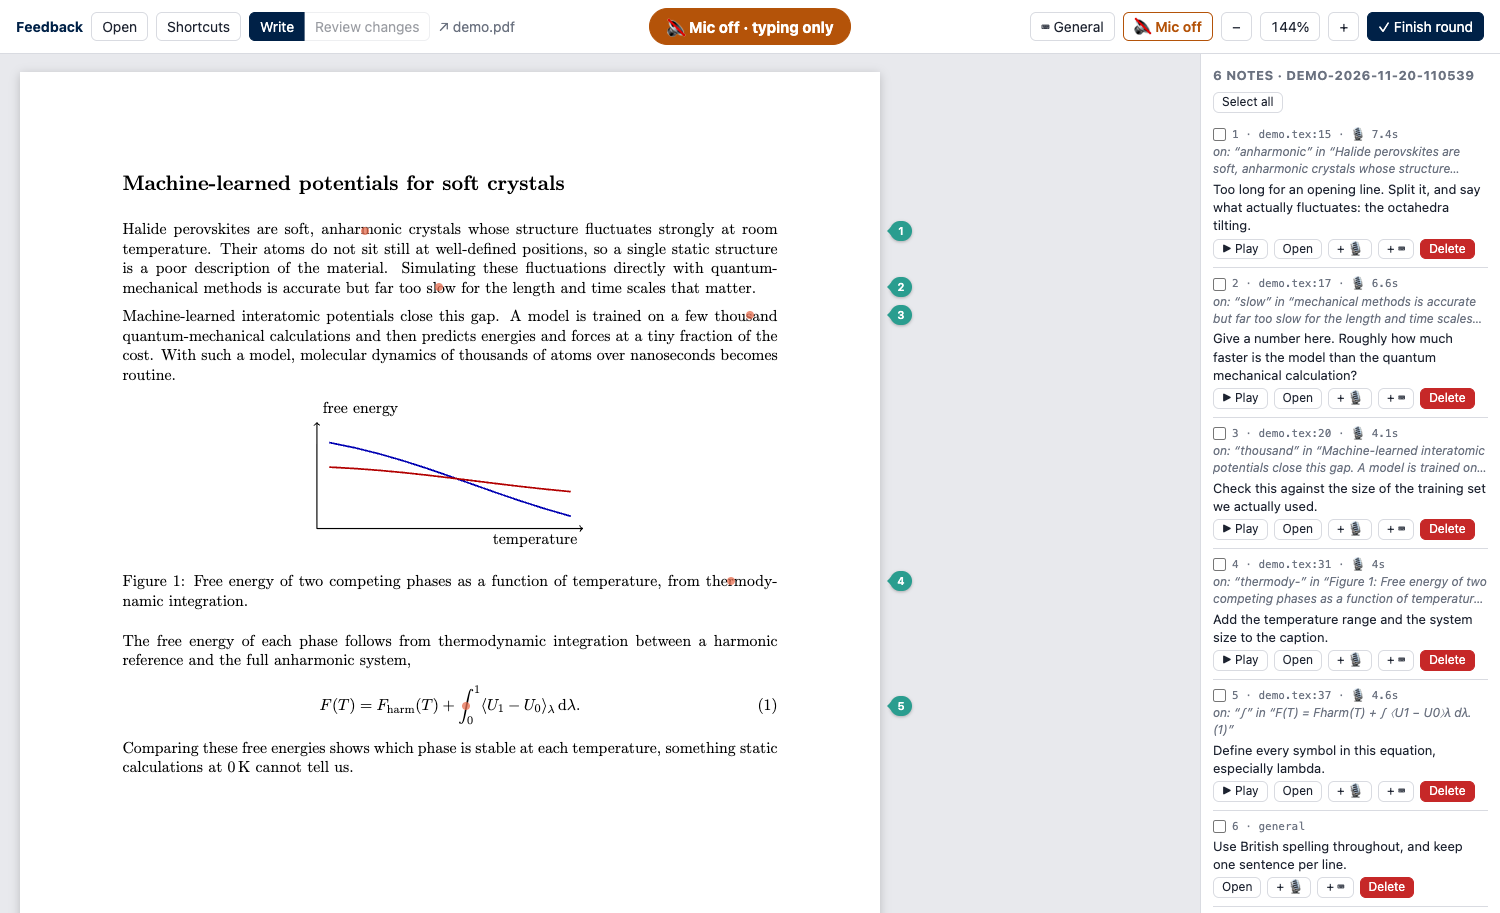 Feedback Open Shortcuts Write Review changes ↗ demo.pdf Mic off · typing only General Mic off − 144% + ✓ Finish round
Machine-learned potentials for soft crystals
Halide perovskites are soft, anharmonic crystals whose structure fluctuates strongly at room
temperature. Their atoms do not sit still at well-defined positions, so a single static structure
is a poor description of the material. Simulating these fluctuations directly with quantum-
mechanical methods is accurate but far too slow for the length and time scales that matter.
Machine-learned interatomic potentials close this gap. A model is trained on a few thousand
quantum-mechanical calculations and then predicts energies and forces at a tiny fraction of the
cost. With such a model, molecular dynamics of thousands of atoms over nanoseconds becomes
routine.
free energy
temperature
Figure 1: Free energy of two competing phases as a function of temperature, from thermody-
namic integration.
The free energy of each phase follows from thermodynamic integration between a harmonic
reference and the full anharmonic system,
F(T) = F_harm(T) + ∫₀¹ ⟨U₁ − U₀⟩_λ dλ. (1)
Comparing these free energies shows which phase is stable at each temperature, something static
calculations at 0 K cannot tell us.
1
2
3
4
5
6 NOTES · DEMO-2026-11-20-110539
Select all
1 · demo.tex:15 · 7.4s
on: “anharmonic” in “Halide perovskites are
soft, anharmonic crystals whose structure...
Too long for an opening line. Split it, and say
what actually fluctuates: the octahedra
tilting.
Play Open + + Delete
2 · demo.tex:17 · 6.6s
on: “slow” in “mechanical methods is accurate
but far too slow for the length and time scales...
Give a number here. Roughly how much
faster is the model than the quantum
mechanical calculation?
Play Open + + Delete
3 · demo.tex:20 · 4.1s
on: “thousand” in “Machine-learned interatomic
potentials close this gap. A model is trained on...
Check this against the size of the training set
we actually used.
Play Open + + Delete
4 · demo.tex:31 · 4s
on: “thermody-” in “Figure 1: Free energy of two
competing phases as a function of temperatur...
Add the temperature range and the system
size to the caption.
Play Open + + Delete
5 · demo.tex:37 · 4.6s
on: “∫” in “F(T) = Fharm(T) + ∫ ⟨U1 − U0⟩λ dλ.
(1)”
Define every symbol in this equation,
especially lambda.
Play Open + + Delete
6 · general
Use British spelling throughout, and keep
one sentence per line.
Open + + Delete